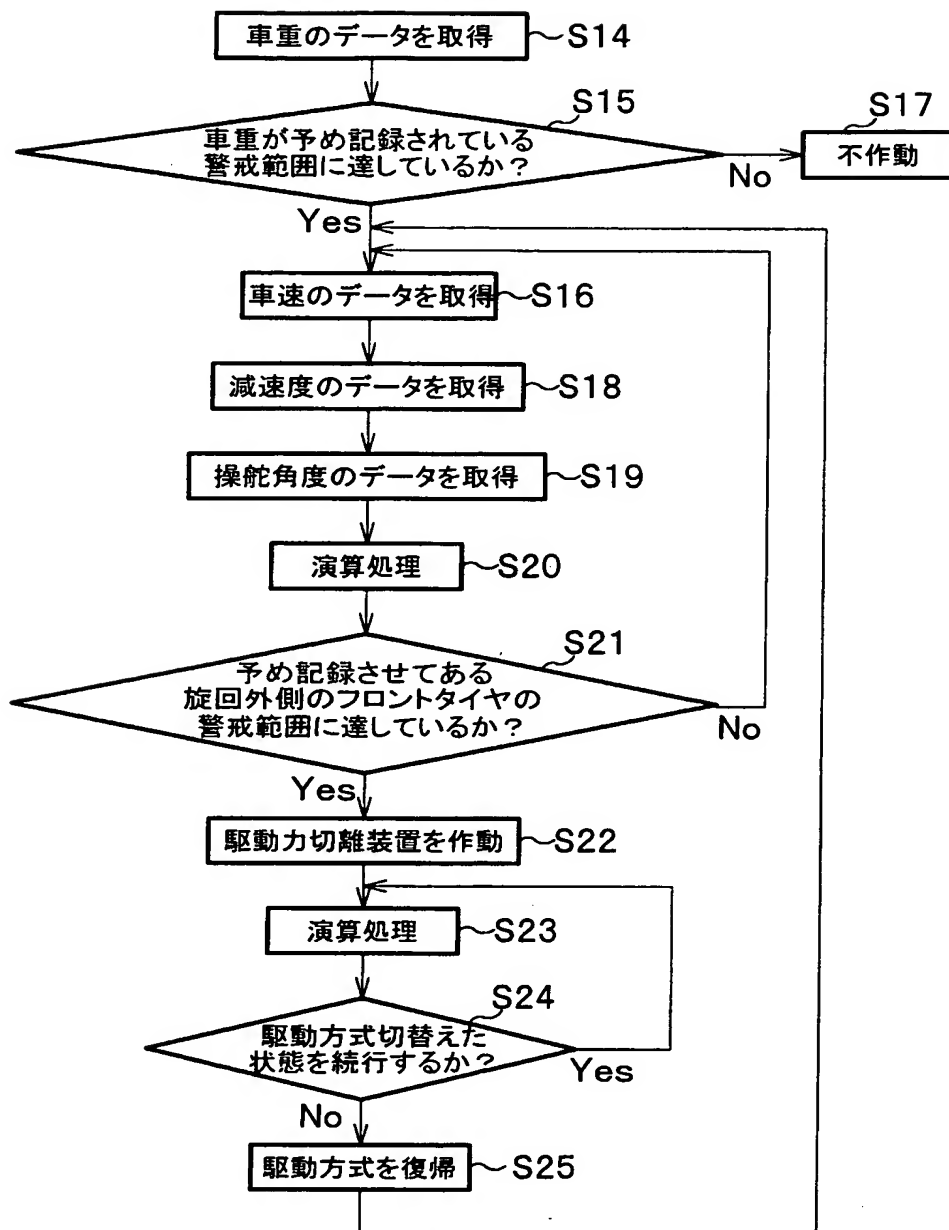 車重のデータを取得
S14
S15
車重が予め記録されている
警戒範囲に達しているか？
S17
不作動
No
Yes
車速のデータを取得
S16
減速度のデータを取得
S18
操舵角度のデータを取得
S19
演算処理
S20
S21
予め記録させてある
旋回外側のフロントタイヤの
警戒範囲に達しているか？
No
Yes
駆動力切離装置を作動
S22
演算処理
S23
S24
駆動方式切替えた
状態を続行するか？
Yes
No
駆動方式を復帰
S25